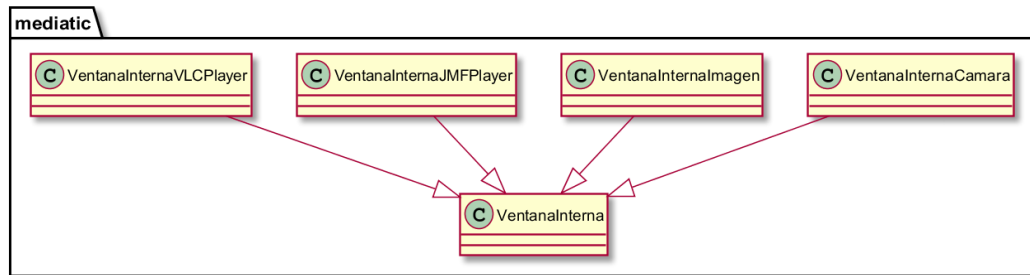 mediatic
C VentanaInternaVLCPlayer
C VentanaInternaJMFPlayer
C VentanaInternaImagen
C VentanaInternaCamara
C VentanaInterna